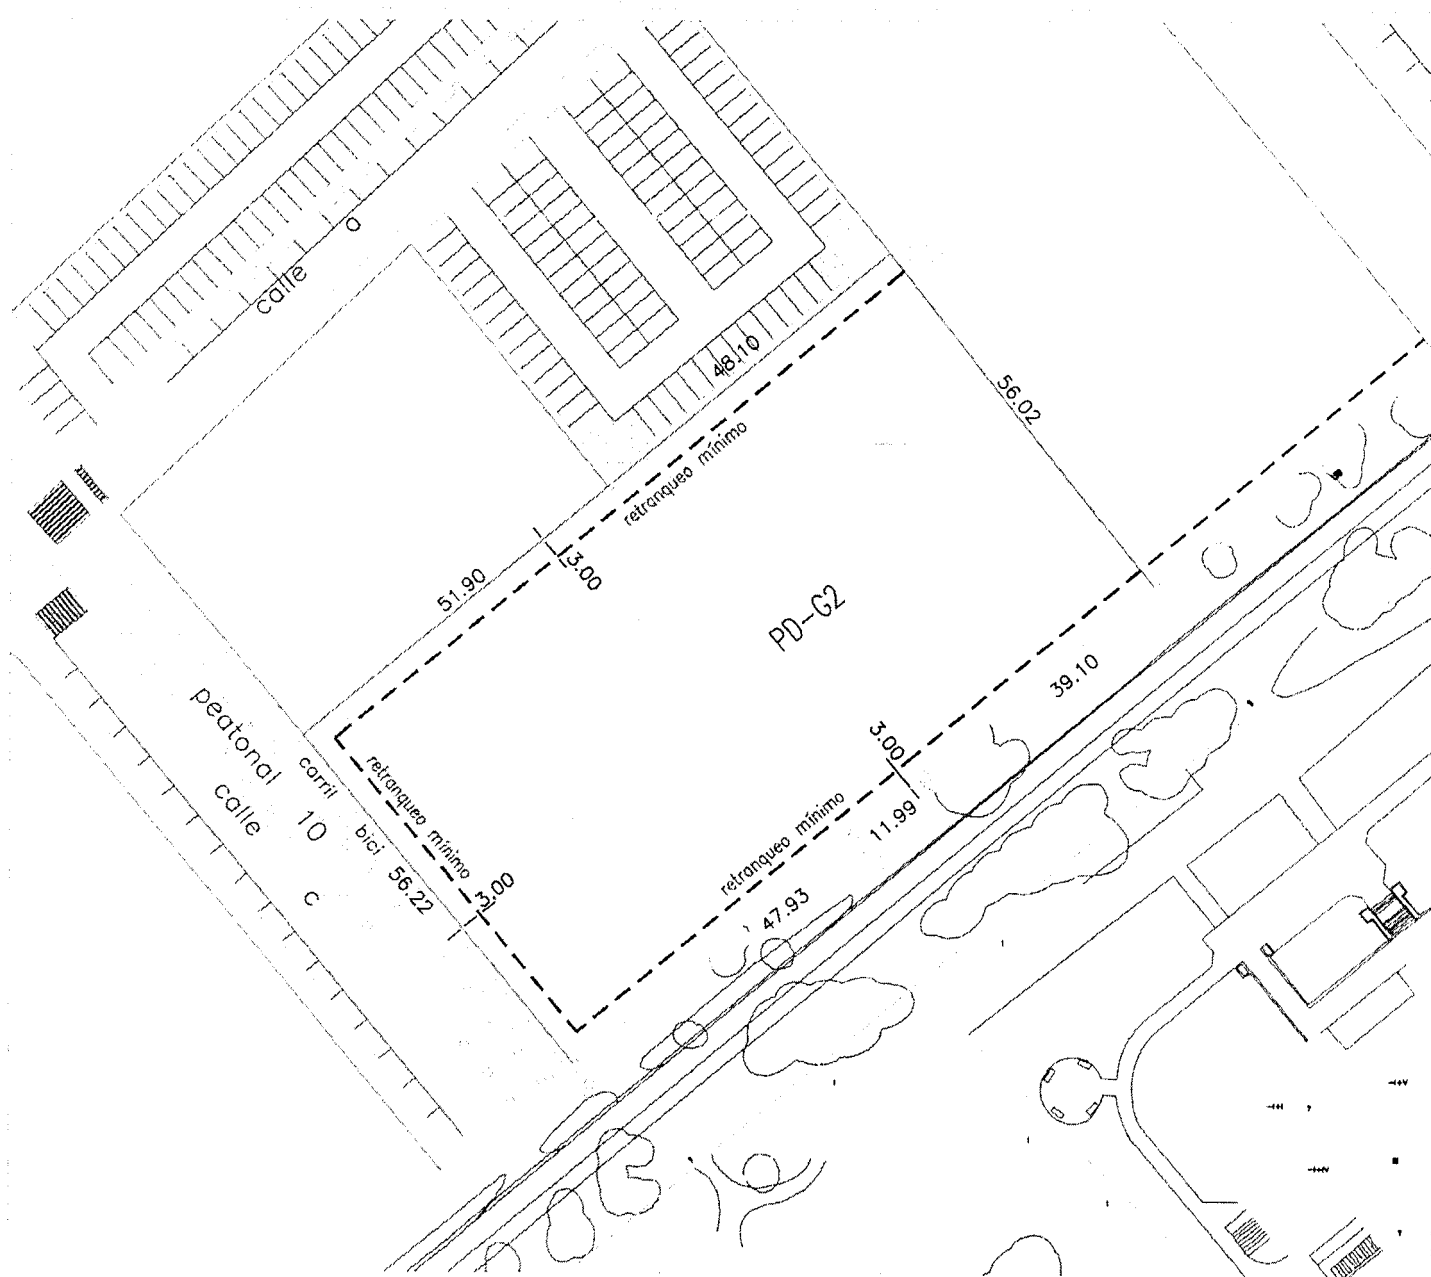 calle a
48.10
56.02
retranqueo mínimo
3.00
51.90
PD-G2
39.10
peatonal
calle 10 c
carril bici
retranqueo mínimo
56.22
3.00
3.00
11.99
retranqueo mínimo
47.93